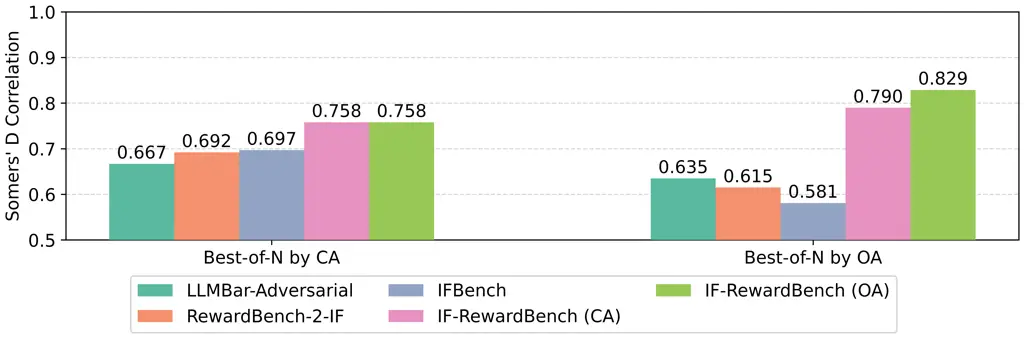 Somers' D Correlation
1.0
0.9
0.8
0.7
0.6
0.5
0.667
0.692
0.697
0.758
0.758
0.635
0.615
0.581
0.790
0.829
Best-of-N by CA
Best-of-N by OA
LLMBar-Adversarial
RewardBench-2-IF
IFBench
IF-RewardBench (CA)
IF-RewardBench (OA)